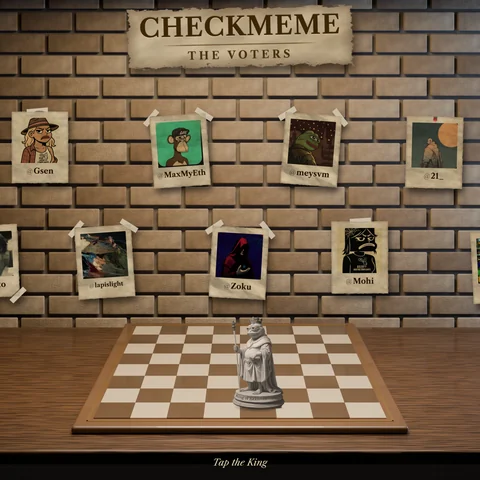 CHECKMEME
THE VOTERS
@Gsen
@MaxMyEth
@meysvm
@21_
@lapislight
@Zoku
@Mohi
Tap the King